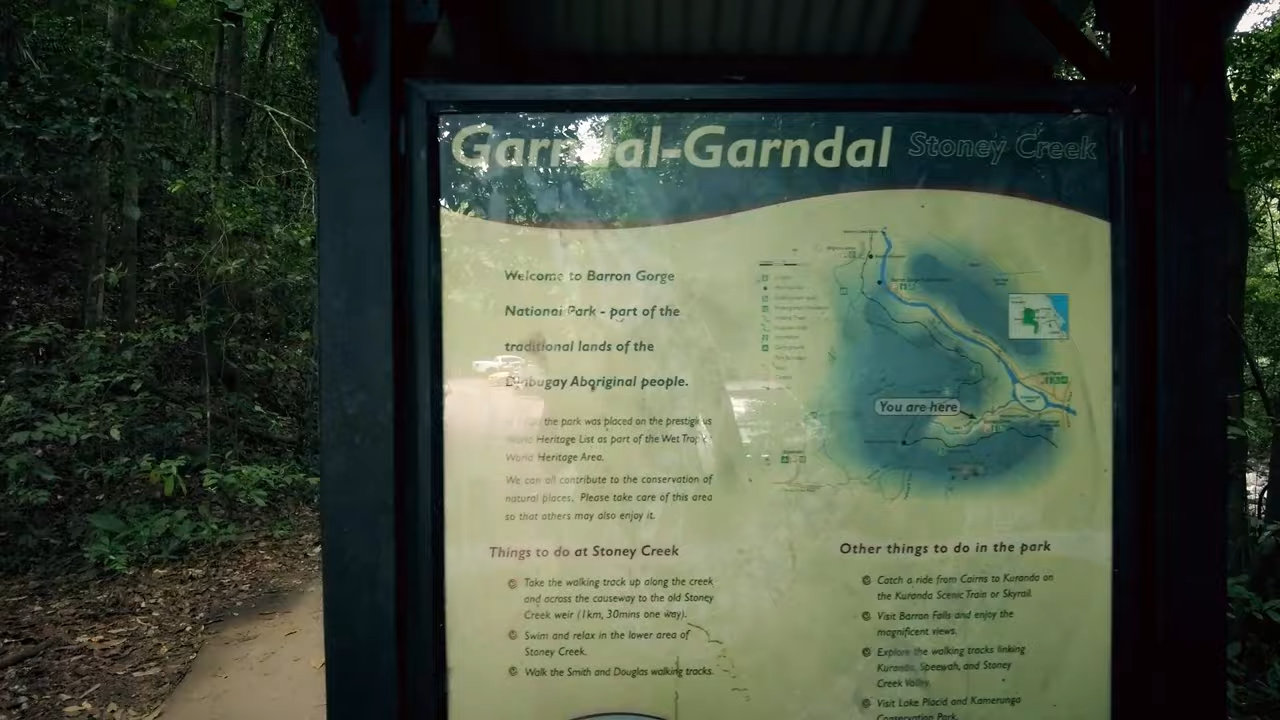 Garndal-Garndal Stoney Creek
Welcome to Barron Gorge
National Park - part of the
traditional lands of the
Djabugay Aboriginal people.
the park was placed on the prestigious
World Heritage List as part of the Wet Tropics
World Heritage Area.
We can all contribute to the conservation of
natural places. Please take care of this area
so that others may also enjoy it.
You are here
Things to do at Stoney Creek
Take the walking track up along the creek
and across the causeway to the old Stoney
Creek weir (1km, 30mins one way).
Swim and relax in the lower area of
Stoney Creek.
Walk the Smith and Douglas walking tracks.
Other things to do in the park
Catch a ride from Cairns to Kuranda on
the Kuranda Scenic Train or Skyrail.
Visit Barron Falls and enjoy the
magnificent views.
Explore the walking tracks linking
Kuranda, Speewah, and Stoney
Creek Valley.
Visit Lake Placid and Kamerunga
Conservation Park.